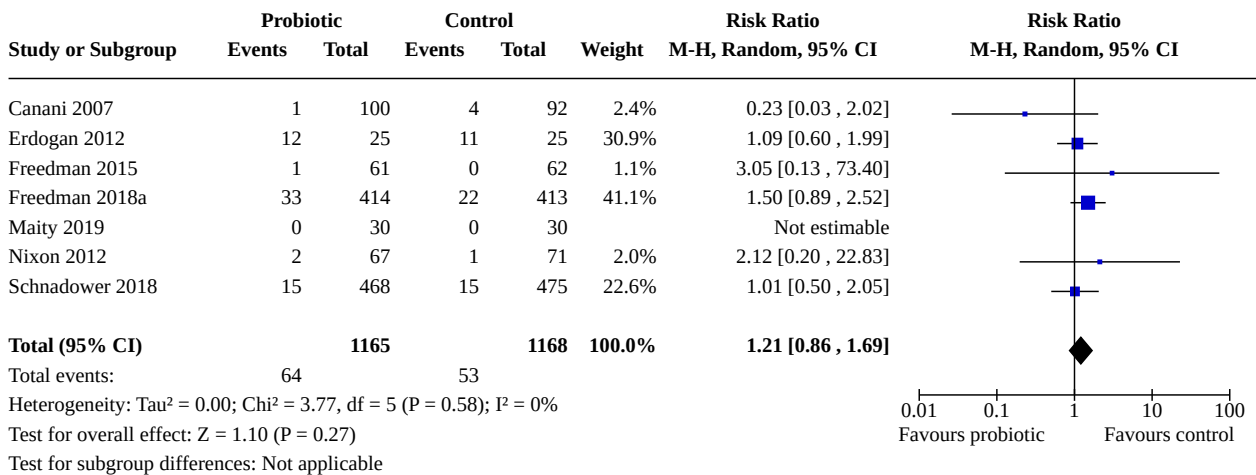 Probiotic Control Risk Ratio Risk Ratio
Study or Subgroup Events Total Events Total Weight M-H, Random, 95% CI M-H, Random, 95% CI
Canani 2007 1 100 4 92 2.4% 0.23 [0.03 , 2.02]
Erdogan 2012 12 25 11 25 30.9% 1.09 [0.60 , 1.99]
Freedman 2015 1 61 0 62 1.1% 3.05 [0.13 , 73.40]
Freedman 2018a 33 414 22 413 41.1% 1.50 [0.89 , 2.52]
Maity 2019 0 30 0 30 Not estimable
Nixon 2012 2 67 1 71 2.0% 2.12 [0.20 , 22.83]
Schnadower 2018 15 468 15 475 22.6% 1.01 [0.50 , 2.05]
Total (95% CI) 1165 1168 100.0% 1.21 [0.86 , 1.69]
Total events: 64 53
Heterogeneity: Tau² = 0.00; Chi² = 3.77, df = 5 (P = 0.58); I² = 0% 0.01 0.1 1 10 100
Test for overall effect: Z = 1.10 (P = 0.27) Favours probiotic Favours control
Test for subgroup differences: Not applicable